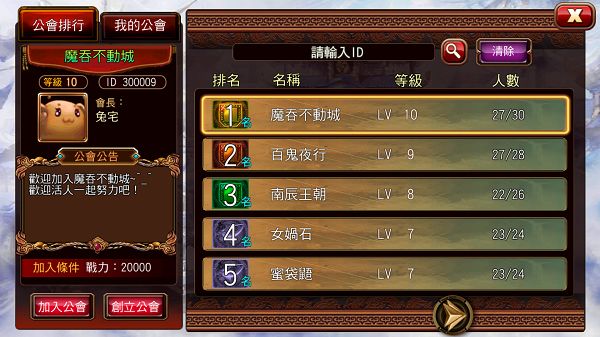 公會排行 我的公會
魔吞不動城
等級 10 ID 300009
會長：
兔宅
公會公告
歡迎加入魔吞不動城~^_^
歡迎活人一起努力吧！
加入條件 戰力：20000
加入公會 創立公會
X
請輸入ID 清除
排名 名稱 等級 人數
1名 魔吞不動城 LV 10 27/30
2名 百鬼夜行 LV 9 27/28
3名 南辰王朝 LV 8 22/26
4名 女媧石 LV 7 23/24
5名 蜜袋鼯 LV 7 23/24